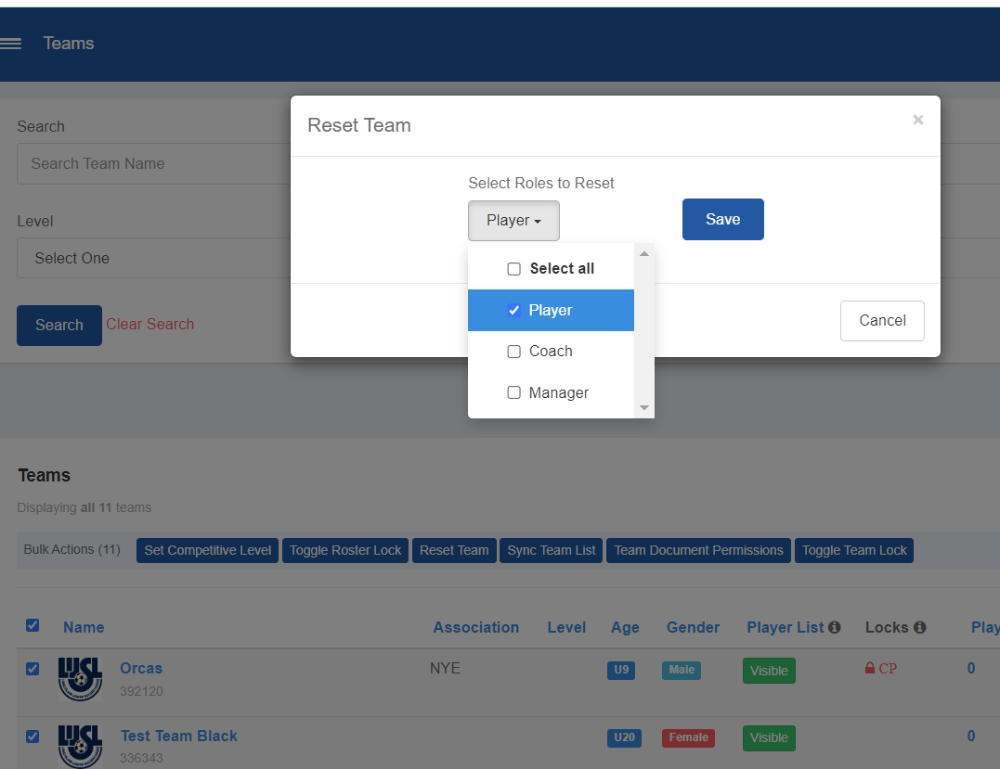 Teams
Search
Search Team Name
Level
Select One
Search Clear Search
Reset Team ×
Select Roles to Reset
Player Save
Select all
Player
Coach
Manager
Cancel
Teams
Displaying all 11 teams
Bulk Actions (11) Set Competitive Level Toggle Roster Lock Reset Team Sync Team List Team Document Permissions Toggle Team Lock
Name Association Level Age Gender Player List Locks Play
Orcas NYE U9 Male Visible CP 0
392120
Test Team Black U20 Female Visible 0
336343